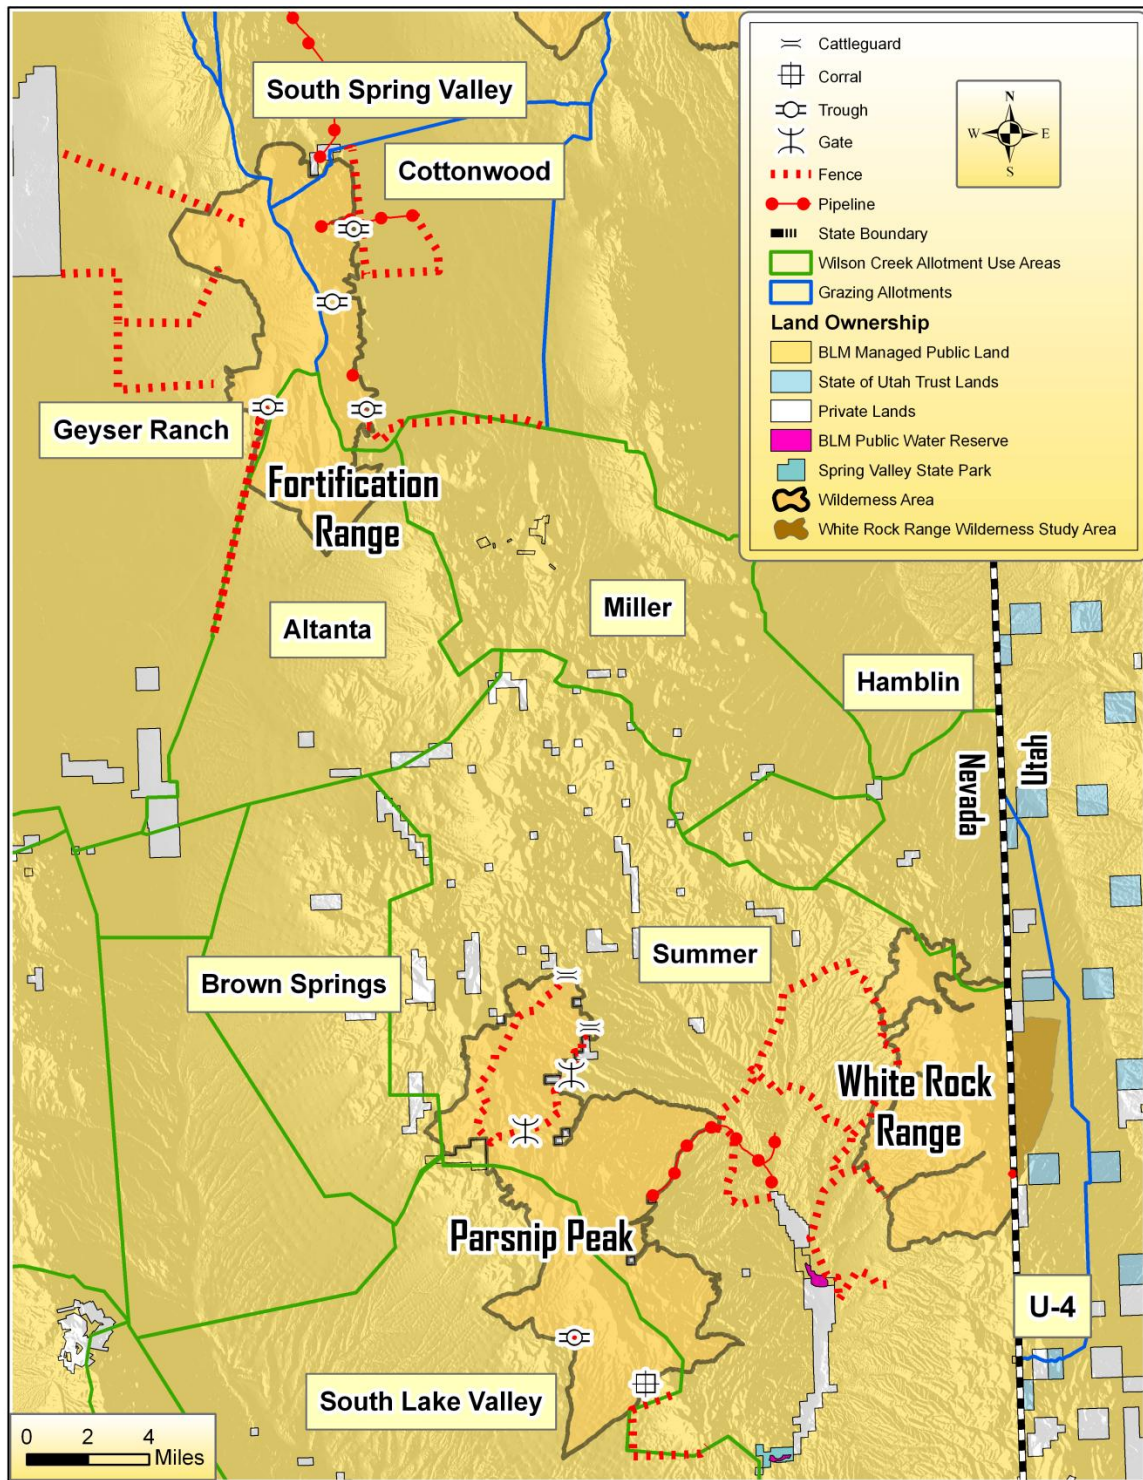 South Spring Valley
Cottonwood
Cattleguard
Corral
Trough
Gate
Fence
Pipeline
State Boundary
Wilson Creek Allotment Use Areas
Grazing Allotments
Land Ownership
BLM Managed Public Land
State of Utah Trust Lands
Private Lands
BLM Public Water Reserve
Spring Valley State Park
Wilderness Area
White Rock Range Wilderness Study Area
N
W E
S
Geyser Ranch
Fortification
Range
Altanta
Miller
Hamblin
Nevada
Utah
Brown Springs
Summer
White Rock
Range
Parsnip Peak
U-4
South Lake Valley
0 2 4
Miles